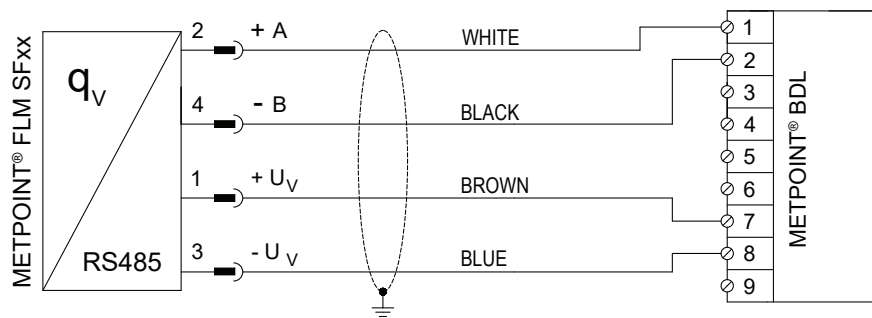 METPOINT® FLM SFxx
qV
RS485
2 + A WHITE
4 - B BLACK
1 + UV BROWN
3 - UV BLUE
1
2
3
4
5
6
7
8
9
METPOINT® BDL